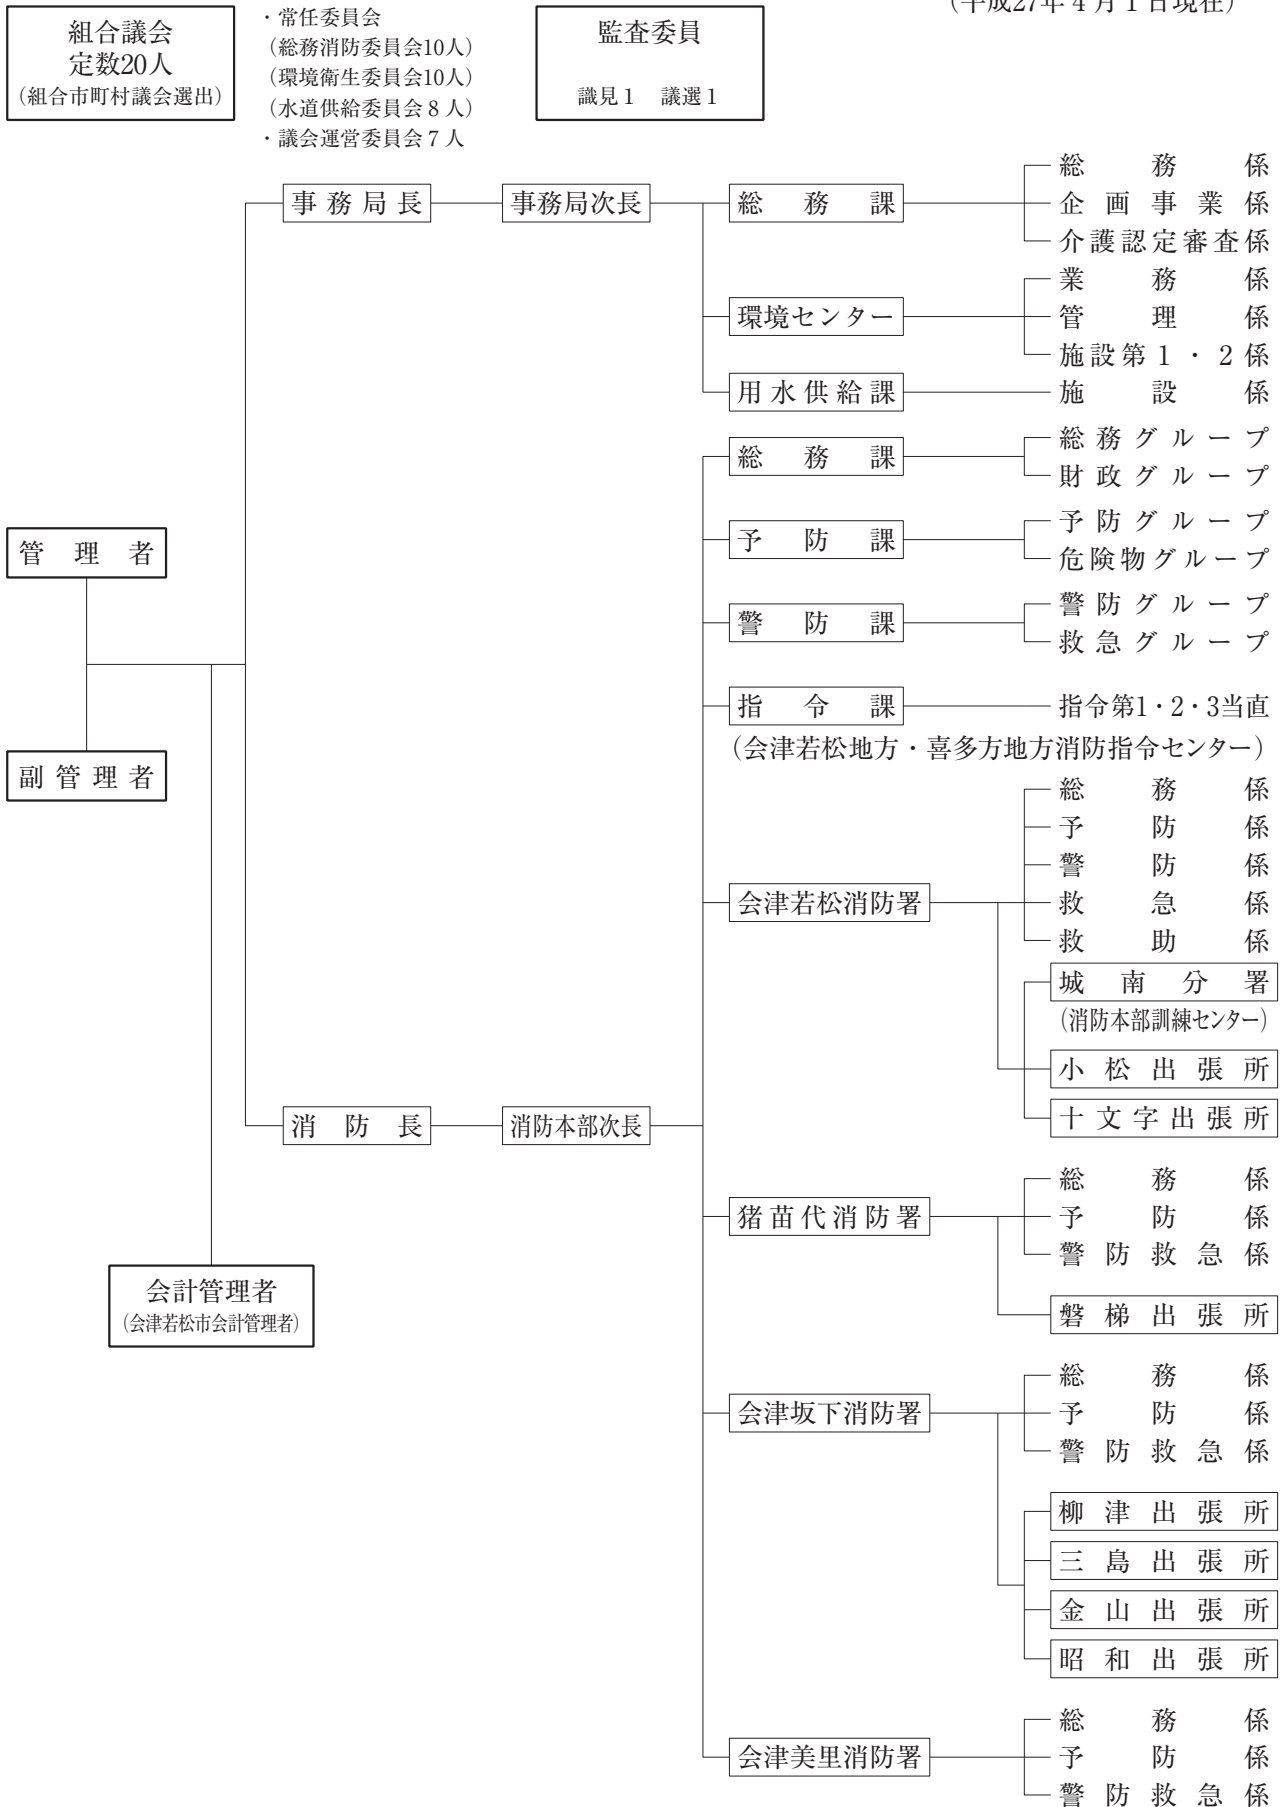 （平成27年４月１日現在）
組合議会
定数20人
（組合市町村議会選出）
・常任委員会
（総務消防委員会10人）
（環境衛生委員会10人）
（水道供給委員会８人）
・議会運営委員会７人
監査委員
識見１　議選１
事務局長
事務局次長
総務課
総務係
企画事業係
介護認定審査係
環境センター
業務係
管理係
施設第１・２係
用水供給課
施設係
管理者
副管理者
会計管理者
（会津若松市会計管理者）
消防長
消防本部次長
総務課
総務グループ
財政グループ
予防課
予防グループ
危険物グループ
警防課
警防グループ
救急グループ
指令課
指令第1・2・3当直
（会津若松地方・喜多方地方消防指令センター）
会津若松消防署
総務係
予防係
警防係
救急係
救助係
城南分署
（消防本部訓練センター）
小松出張所
十文字出張所
猪苗代消防署
総務係
予防係
警防救急係
磐梯出張所
会津坂下消防署
総務係
予防係
警防救急係
柳津出張所
三島出張所
金山出張所
昭和出張所
会津美里消防署
総務係
予防係
警防救急係